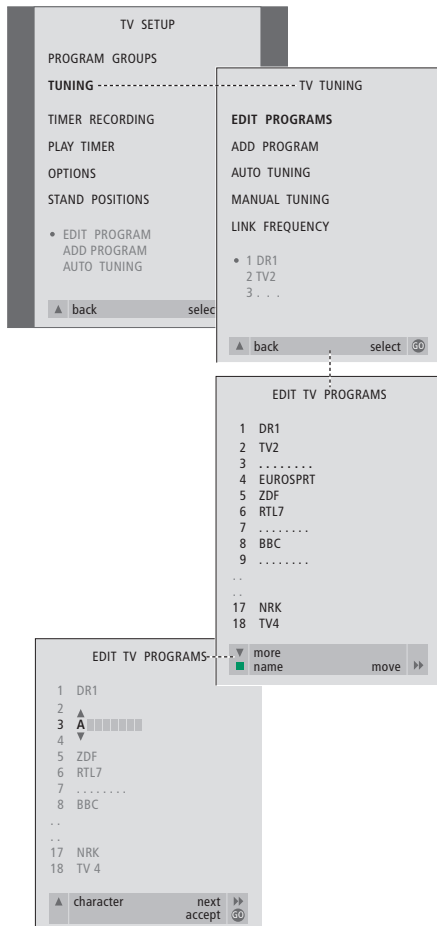 TV SETUP
PROGRAM GROUPS
TUNING
TIMER RECORDING
PLAY TIMER
OPTIONS
STAND POSITIONS
• EDIT PROGRAM
ADD PROGRAM
AUTO TUNING
▲ back selec
TV TUNING
EDIT PROGRAMS
ADD PROGRAM
AUTO TUNING
MANUAL TUNING
LINK FREQUENCY
• 1 DR1
2 TV2
3 . . .
▲ back select GO
EDIT TV PROGRAMS
1 DR1
2 TV2
3 . . . . . . . .
4 EUROSPRT
5 ZDF
6 RTL7
7 . . . . . . . .
8 BBC
9 . . . . . . . .
. .
. .
17 NRK
18 TV4
▼ more
name move
EDIT TV PROGRAMS
1 DR1
2
3 A
4
5 ZDF
6 RTL7
7 . . . . . . . .
8 BBC
. .
. .
17 NRK
18 TV 4
▲ character next
accept GO